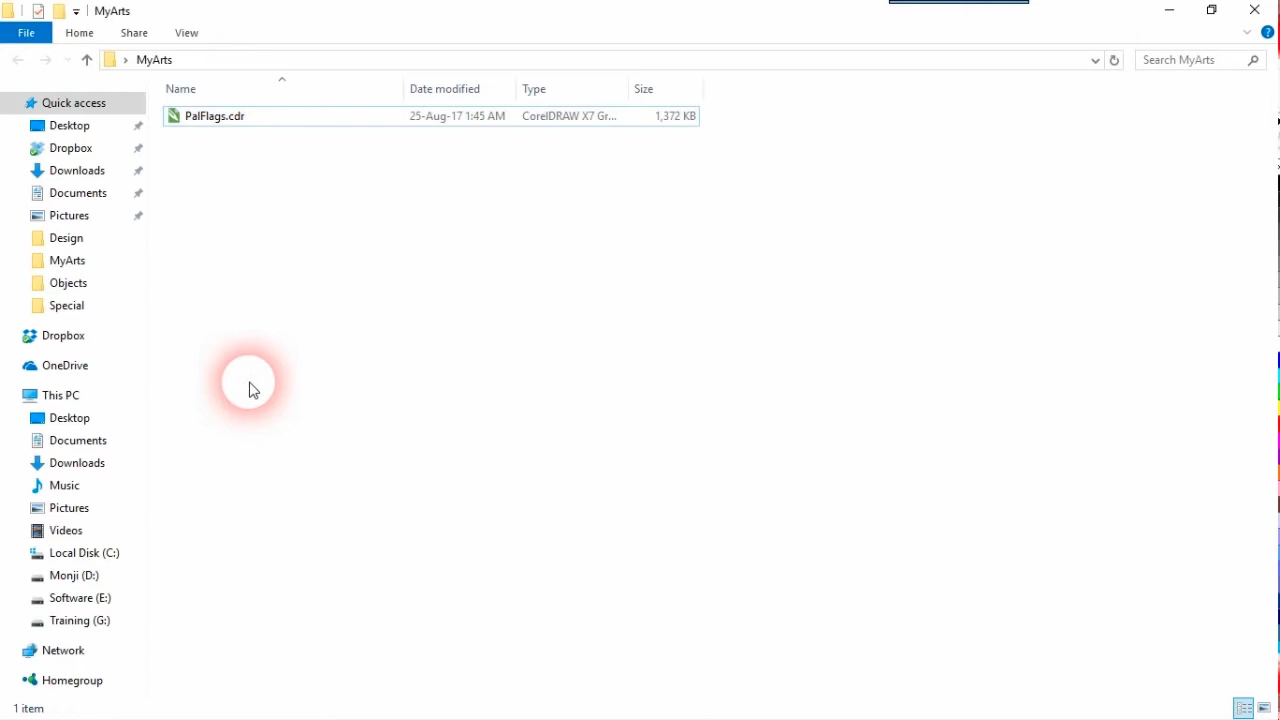 MyArts
File Home Share View
MyArts
Search MyArts
Name Date modified Type Size
PalFlags.cdr 25-Aug-17 1:45 AM CorelDRAW X7 Gr... 1,372 KB
Quick access
Desktop
Dropbox
Downloads
Documents
Pictures
Design
MyArts
Objects
Special
Dropbox
OneDrive
This PC
Desktop
Documents
Downloads
Music
Pictures
Videos
Local Disk (C:)
Monji (D:)
Software (E:)
Training (G:)
Network
Homegroup
1 item